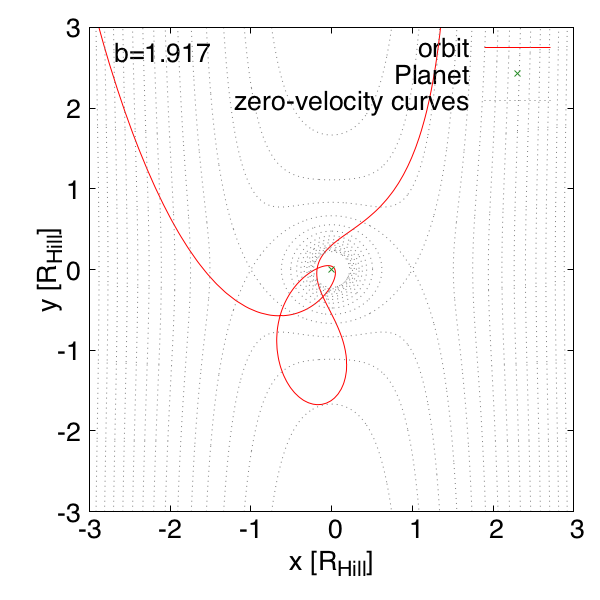 b=1.917
orbit
Planet
zero-velocity curves
3
2
1
0
-1
-2
-3
y [R_Hill]
-3 -2 -1 0 1 2 3
x [R_Hill]